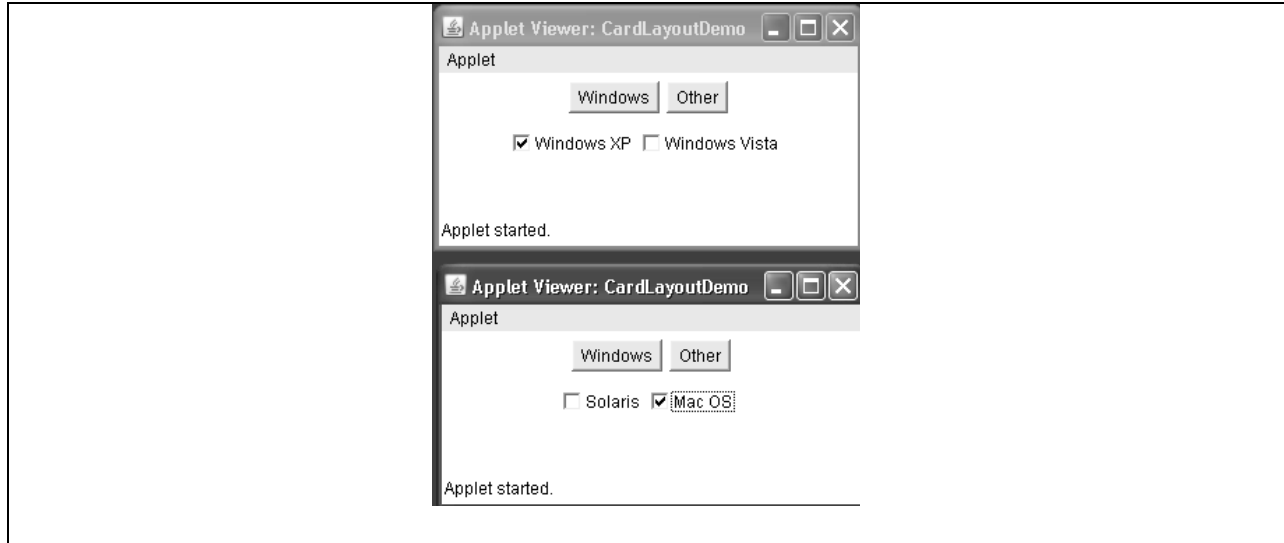 Applet Viewer: CardLayoutDemo
Applet
Windows Other
Windows XP Windows Vista
Applet started.
Applet Viewer: CardLayoutDemo
Applet
Windows Other
Solaris Mac OS
Applet started.